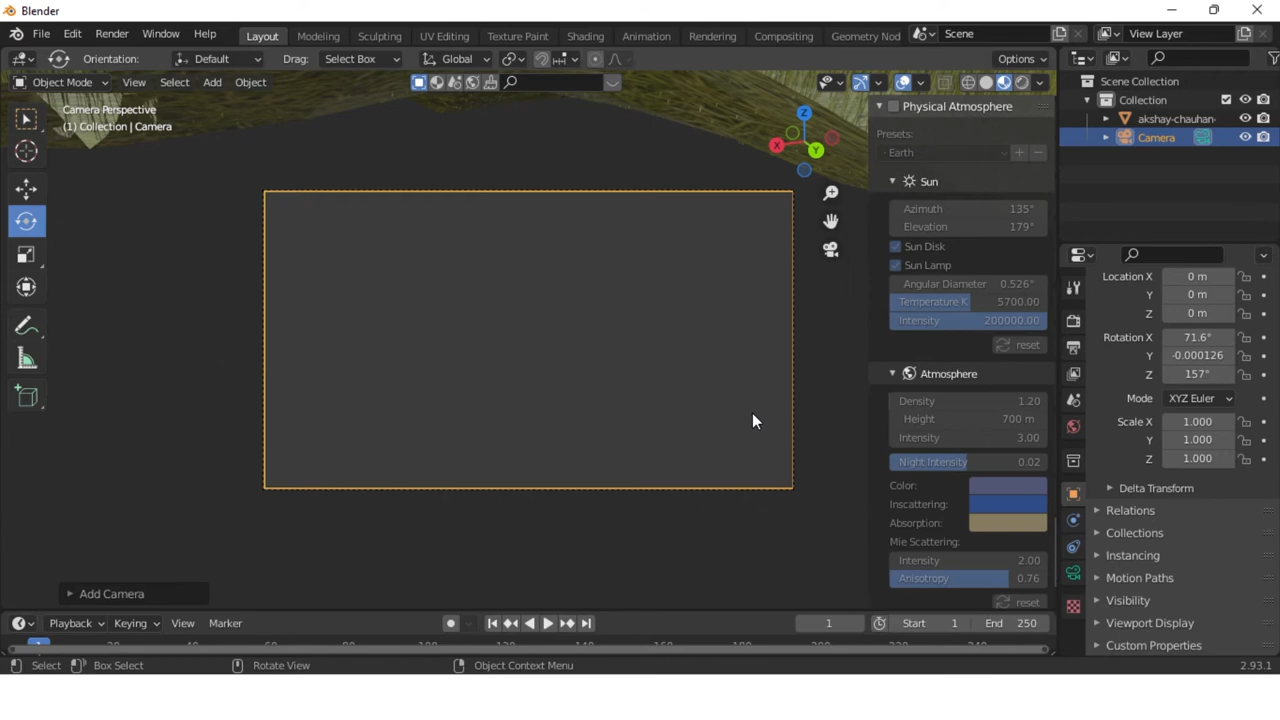 Blender
File Edit Render Window Help Layout Modeling Sculpting UV Editing Texture Paint Shading Animation Rendering Compositing Geometry Nod Scene View Layer
Orientation: Default Drag: Select Box Global Options
Object Mode View Select Add Object
Camera Perspective
(1) Collection | Camera
Z
X
Y
Physical Atmosphere
Presets:
Earth
Sun
Azimuth 135°
Elevation 179°
Sun Disk
Sun Lamp
Angular Diameter 0.526°
Temperature K 5700.00
Intensity 200000.00
reset
Atmosphere
Density 1.20
Height 700 m
Intensity 3.00
Night Intensity 0.02
Color:
Inscattering:
Absorption:
Mie Scattering:
Intensity 2.00
Anisotropy 0.76
reset
Scene Collection
Collection
akshay-chauhan-
Camera
Location X 0 m
Y 0 m
Z 0 m
Rotation X 71.6°
Y -0.000126
Z 157°
Mode XYZ Euler
Scale X 1.000
Y 1.000
Z 1.000
Delta Transform
Relations
Collections
Instancing
Motion Paths
Visibility
Viewport Display
Custom Properties
Add Camera
Playback Keying View Marker 1 Start 1 End 250
1
Select Box Select Rotate View Object Context Menu 2.93.1